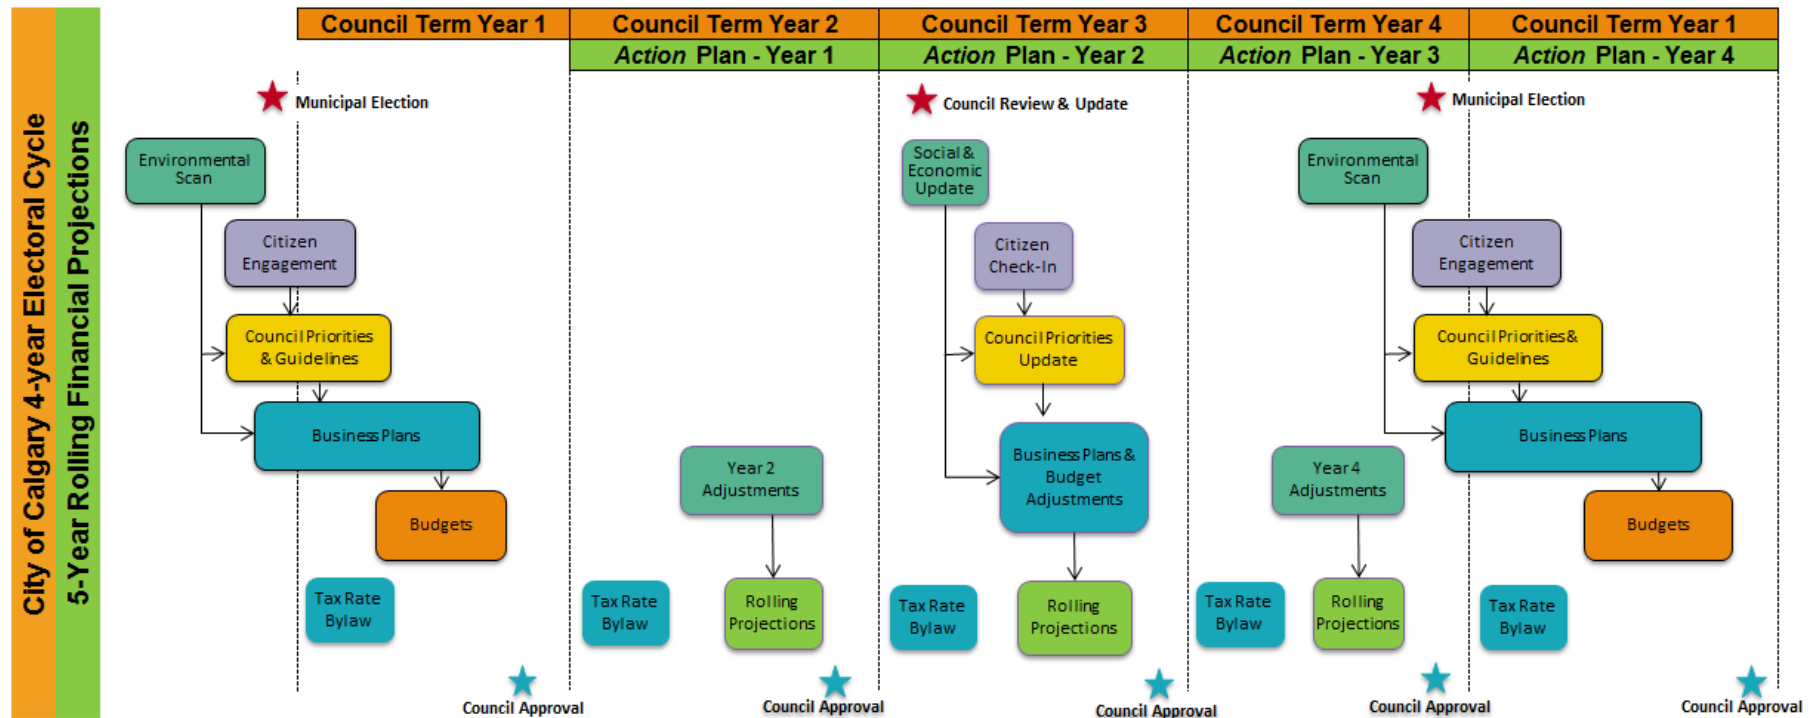 City of Calgary 4-year Electoral Cycle
5-Year Rolling Financial Projections
Council Term Year 1
Council Term Year 2
Council Term Year 3
Council Term Year 4
Council Term Year 1
Action Plan - Year 1
Action Plan - Year 2
Action Plan - Year 3
Action Plan - Year 4
Municipal Election
Council Review & Update
Municipal Election
Environmental
Scan
Citizen
Engagement
Council Priorities
& Guidelines
Business Plans
Budgets
Tax Rate
Bylaw
Council Approval
Year 2
Adjustments
Tax Rate
Bylaw
Rolling
Projections
Council Approval
Social &
Economic
Update
Citizen
Check-In
Council Priorities
Update
Business Plans &
Budget
Adjustments
Tax Rate
Bylaw
Rolling
Projections
Council Approval
Environmental
Scan
Citizen
Engagement
Council Priorities &
Guidelines
Business Plans
Year 4
Adjustments
Budgets
Tax Rate
Bylaw
Rolling
Projections
Council Approval
Tax Rate
Bylaw
Council Approval